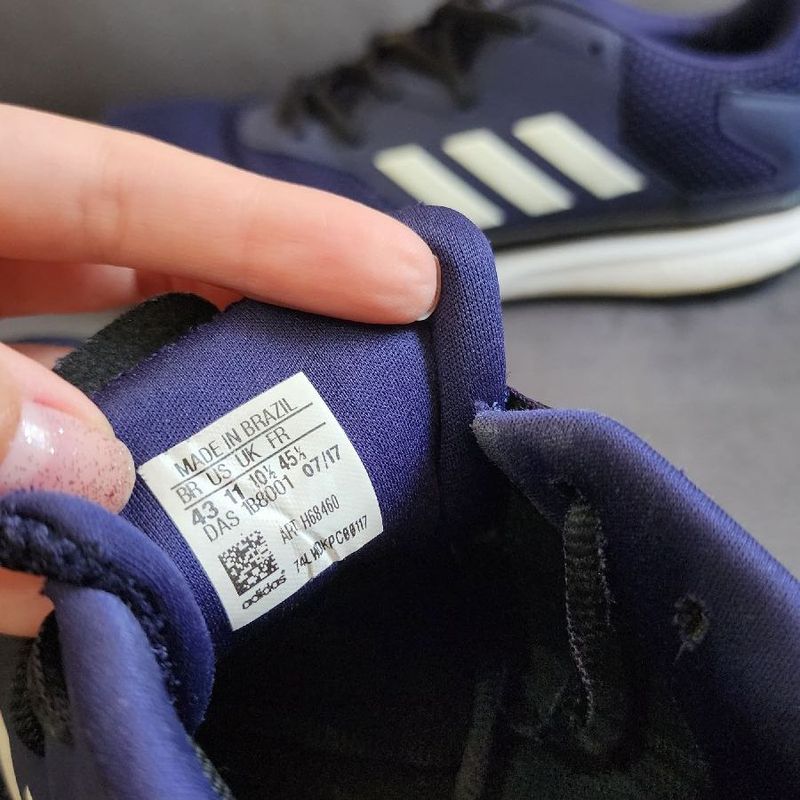 MADE IN BRAZIL
BR US UK FR
43 11 10½ 45⅓
DAS 1B8001 07/17
ART. H68460
adidas